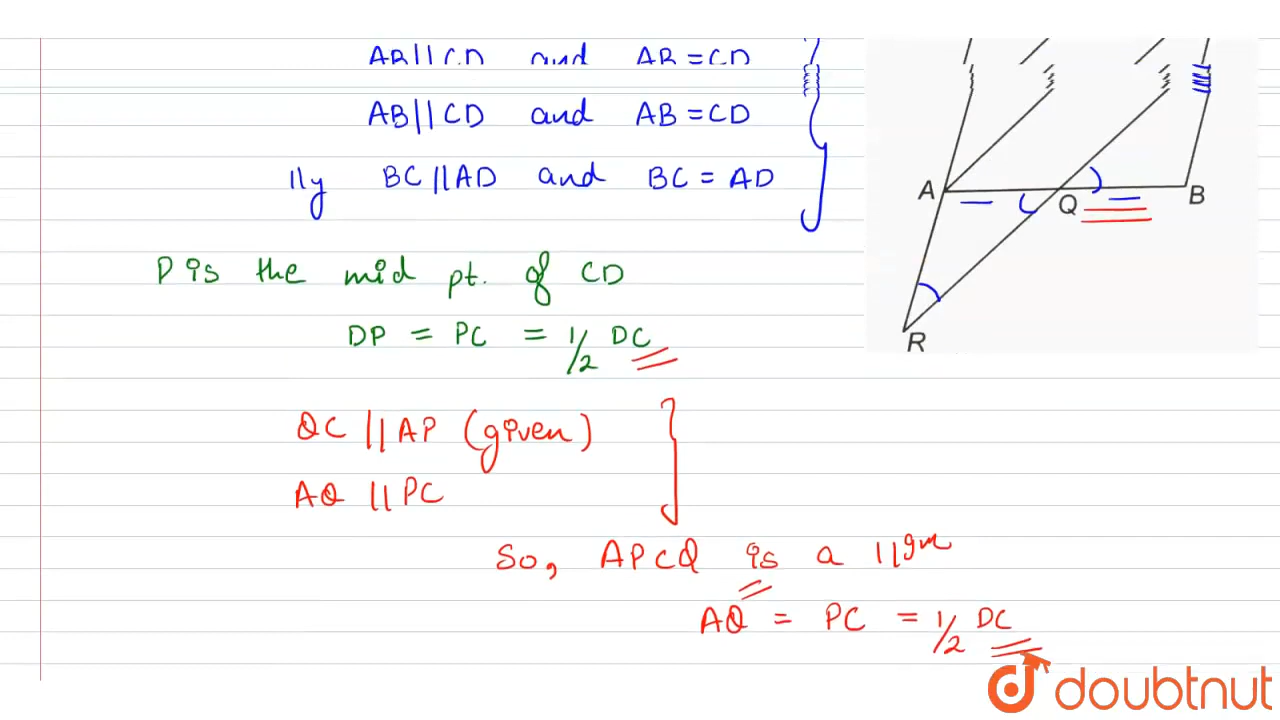 AB || CD and AB = CD
AB || CD and AB = CD
||ly BC || AD and BC = AD
P is the mid pt. of CD
DP = PC = 1/2 DC
QC || AP (given)
AQ || PC
So, APCQ is a ||gm
AQ = PC = 1/2 DC
A
Q
B
R
doubtnut